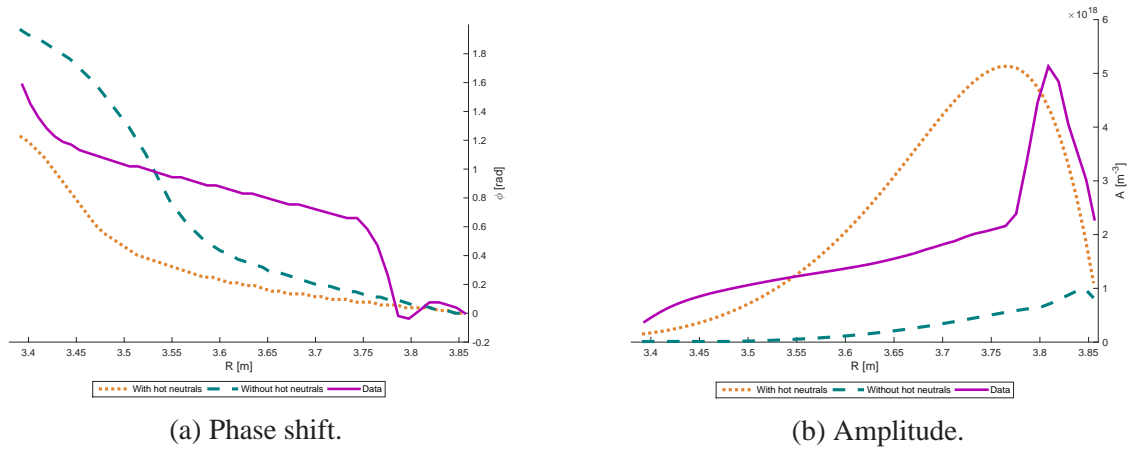 1.8
1.6
1.4
1.2
1
0.8
0.6
0.4
0.2
0
-0.2
ϕ [rad]
3.4 3.45 3.5 3.55 3.6 3.65 3.7 3.75 3.8 3.85
R [m]
With hot neutrals Without hot neutrals Data
(a) Phase shift.
×10^18
6
5
4
3
2
1
0
A [m^-3]
3.4 3.45 3.5 3.55 3.6 3.65 3.7 3.75 3.8 3.85
R [m]
With hot neutrals Without hot neutrals Data
(b) Amplitude.